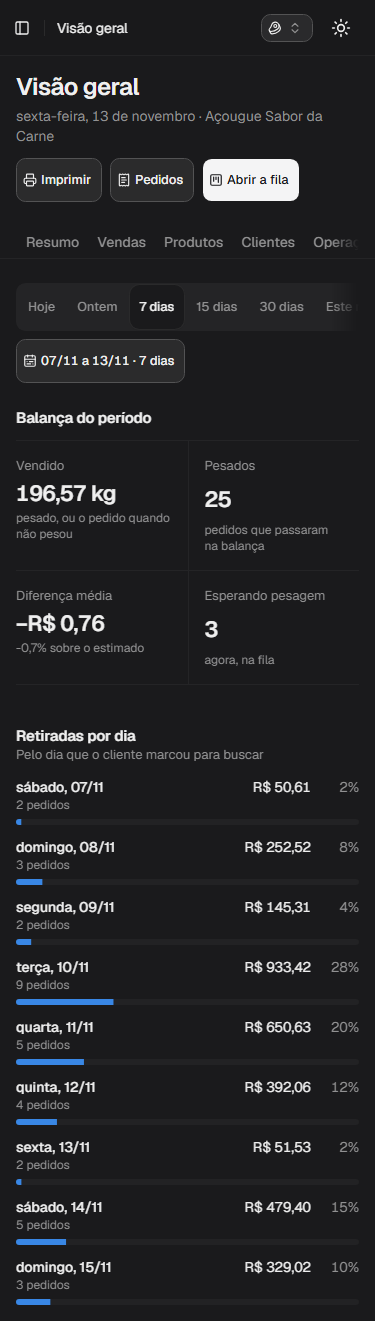 Visão geral
Visão geral
sexta-feira, 13 de novembro · Açougue Sabor da
Carne
Imprimir Pedidos Abrir a fila
Resumo Vendas Produtos Clientes
Hoje Ontem 7 dias 15 dias 30 dias Este
07/11 a 13/11 · 7 dias
Balança do período
Vendido
196,57 kg
pesado, ou o pedido quando
não pesou
Pesados
25
pedidos que passaram
na balança
Diferença média
−R$ 0,76
-0,7% sobre o estimado
Esperando pesagem
3
agora, na fila
Retiradas por dia
Pelo dia que o cliente marcou para buscar
sábado, 07/11 R$ 50,61 2%
2 pedidos
domingo, 08/11 R$ 252,52 8%
3 pedidos
segunda, 09/11 R$ 145,31 4%
2 pedidos
terça, 10/11 R$ 933,42 28%
9 pedidos
quarta, 11/11 R$ 650,63 20%
5 pedidos
quinta, 12/11 R$ 392,06 12%
4 pedidos
sexta, 13/11 R$ 51,53 2%
2 pedidos
sábado, 14/11 R$ 479,40 15%
5 pedidos
domingo, 15/11 R$ 329,02 10%
3 pedidos